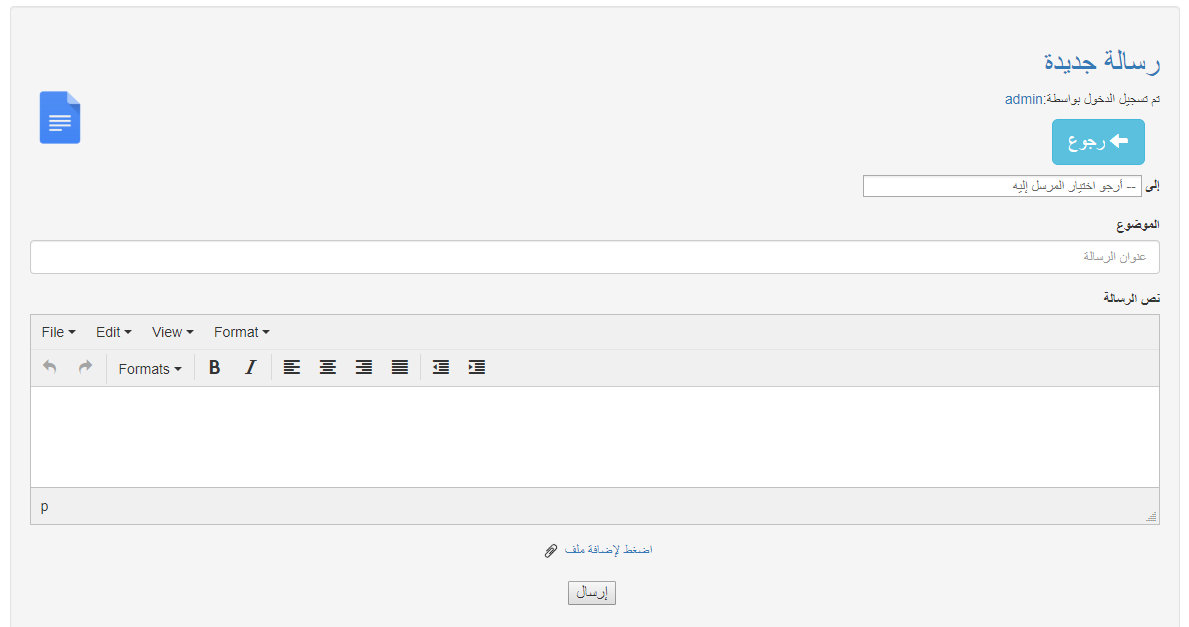 رسالة جديدة
تم تسجيل الدخول بواسطة:admin
رجوع
إلى -- أرجو اختيار المرسل إليه
الموضوع
عنوان الرسالة
نص الرسالة
File Edit View Format
Formats B I
p
اضغط لإضافة ملف
إرسال